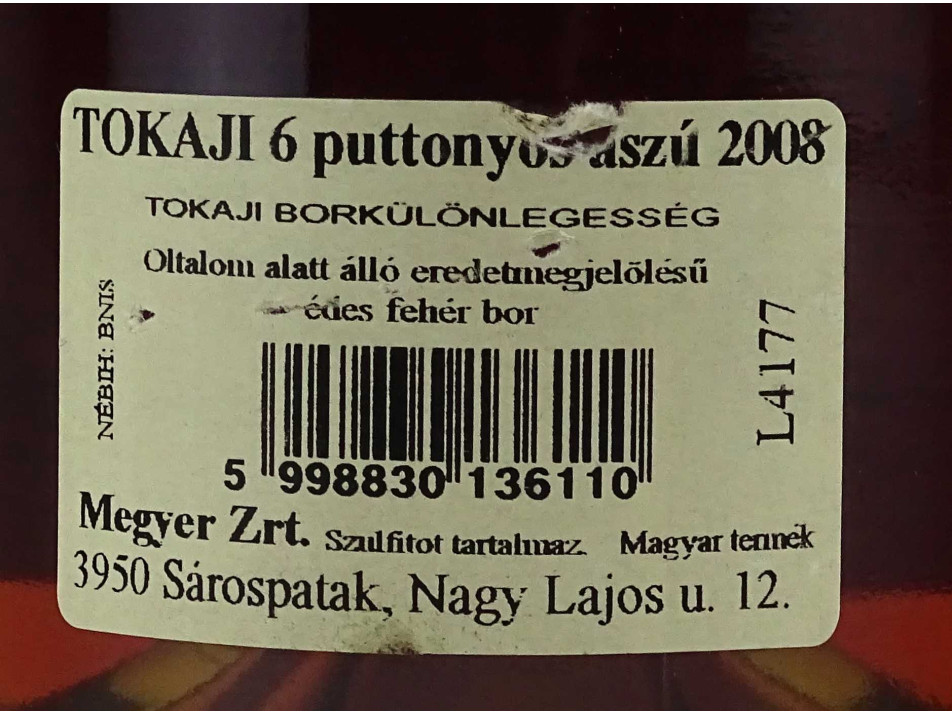 TOKAJI 6 puttonyos aszú 2008
TOKAJI BORKÜLÖNLEGESSÉG
Oltalom alatt álló eredetmegjelölésű
édes fehér bor
NÉBIH: BNIS
L4177
5 998830 136110
Megyer Zrt. Szulfitot tartalmaz. Magyar termék
3950 Sárospatak, Nagy Lajos u. 12.